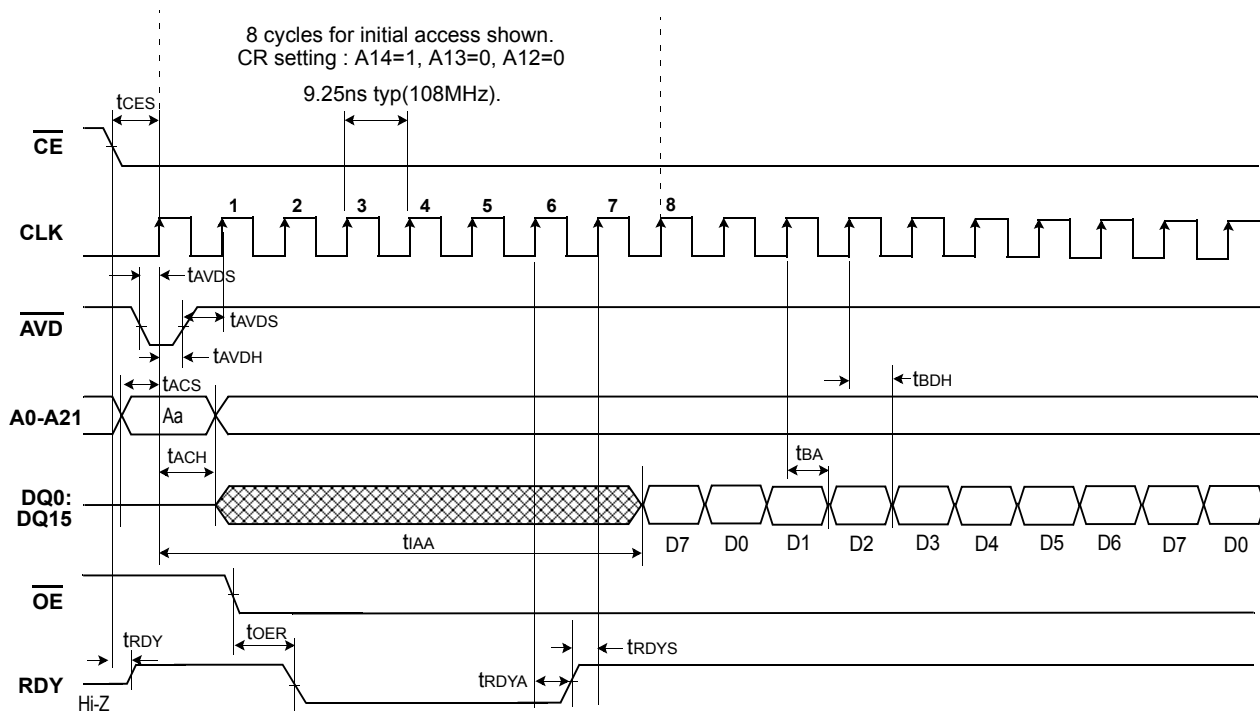 8 cycles for initial access shown.
CR setting : A14=1, A13=0, A12=0
9.25ns typ(108MHz).
tCES
CE
1 2 3 4 5 6 7 8
CLK
tAVDS
AVD
tAVDS
tAVDH
tBDH
tACS
A0-A21
Aa
tACH
tBA
DQ0:
DQ15
tIAA
D7 D0 D1 D2 D3 D4 D5 D6 D7 D0
OE
tOER
tRDY
tRDYS
tRDYA
RDY
Hi-Z